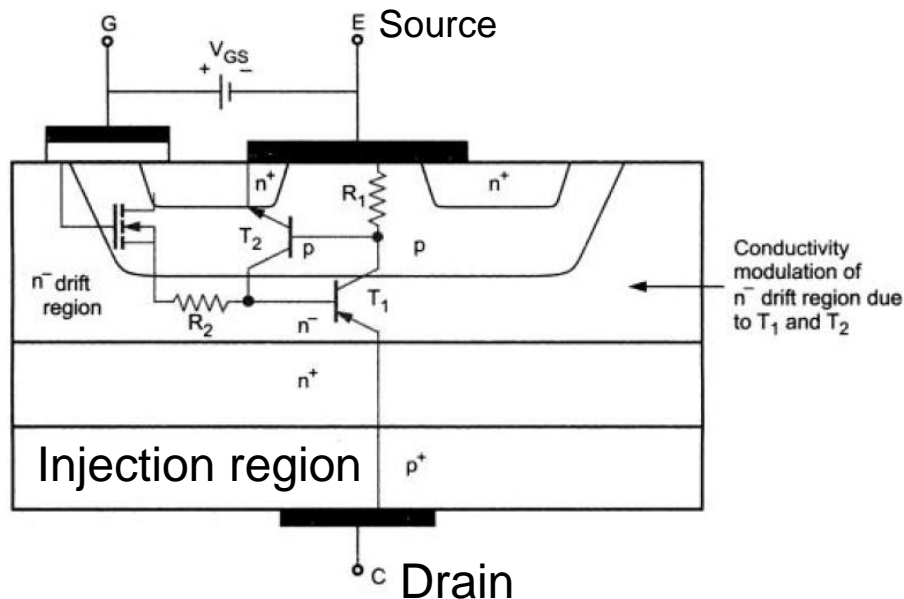 G
E Source
V_GS
+ −
n⁺
R₁
n⁺
T₂
p
p
n⁻ drift
region
T₁
R₂
n⁻
Conductivity
modulation of
n⁻ drift region due
to T₁ and T₂
n⁺
Injection region
p⁺
C Drain